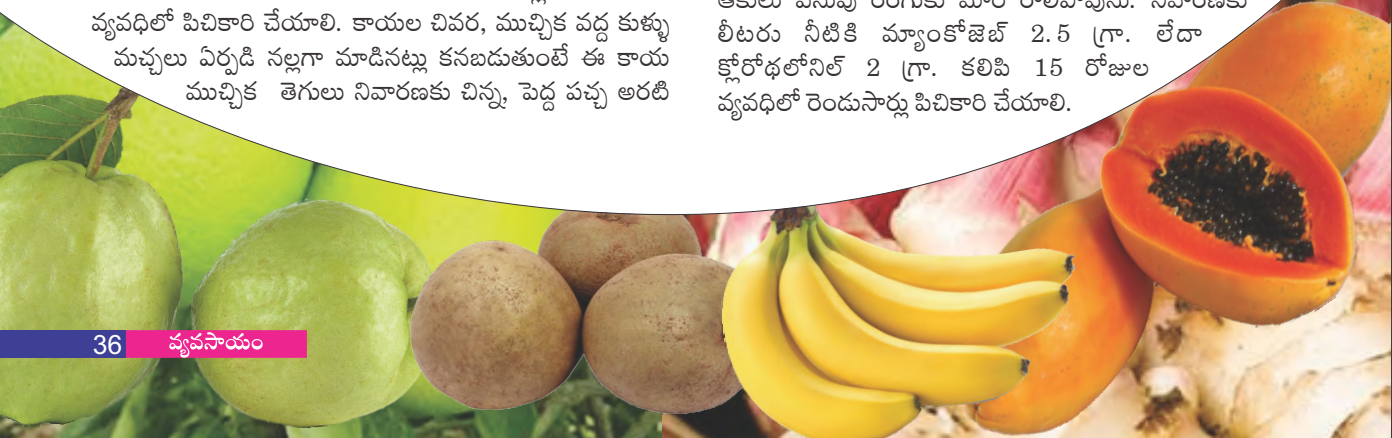 వ్యవధిలో పిచికారి చేయాలి. కాయల చివర, ముచ్చిక వద్ద కుళ్ళు
మచ్చలు ఏర్పడి నల్లగా మాడినట్లు కనబడుతుంటే ఈ కాయ
ముచ్చిక తెగులు నివారణకు చిన్న, పెద్ద పచ్చ అరటి
లీటరు నీటికి మ్యాంకోజెబ్ 2.5 గ్రా. లేదా
క్లోరోథలోనిల్ 2 గ్రా. కలిపి 15 రోజుల
వ్యవధిలో రెండుసార్లు పిచికారి చేయాలి.
36 వ్యవసాయం